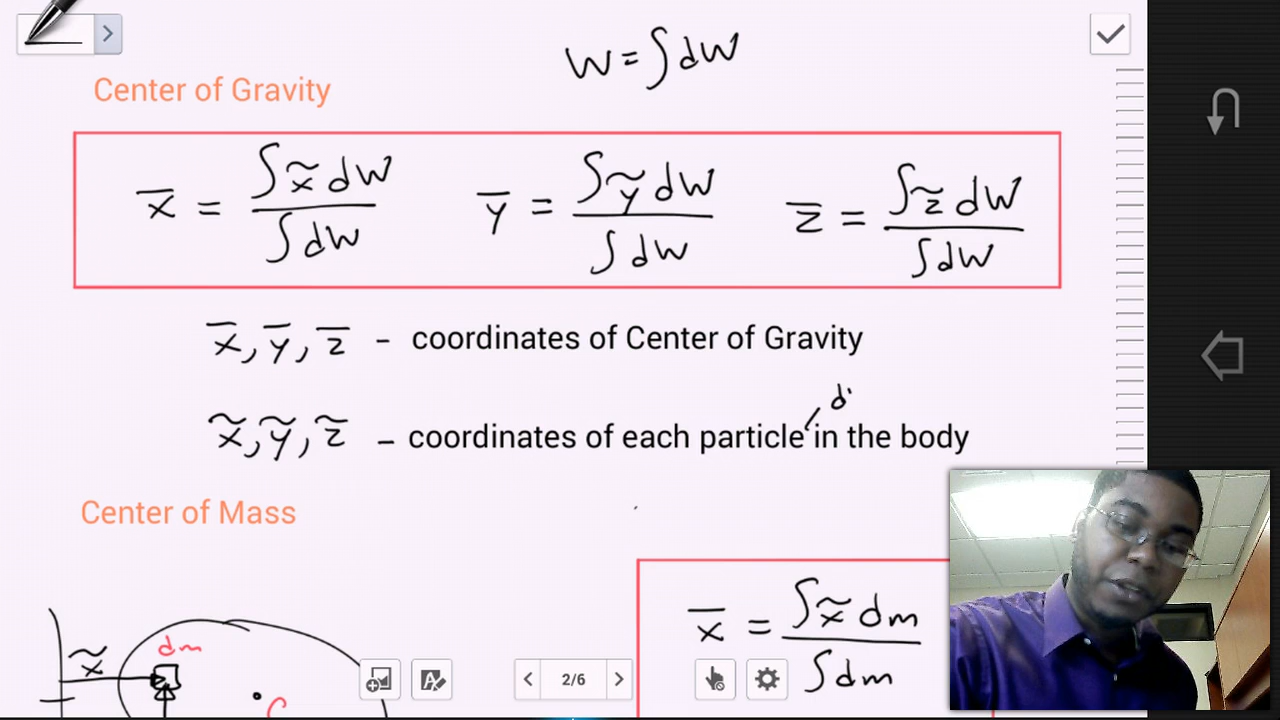 W = ∫dW
Center of Gravity
x̅ = ∫x̃ dW / ∫dW y̅ = ∫ỹ dW / ∫dW z̅ = ∫z̃ dW / ∫dW
x̅, y̅, z̅ - coordinates of Center of Gravity
d
x̃, ỹ, z̃ - coordinates of each particle in the body
Center of Mass
x̅ = ∫x̃ dm / ∫dm
dm
x̃
C
2/6